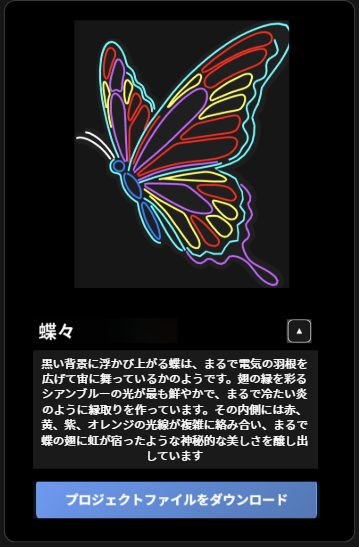 蝶々
▲
黒い背景に浮かび上がる蝶は、まるで電気の羽根を
広げて宙に舞っているかのようです。翅の縁を彩る
シアンブルーの光が最も鮮やかで、まるで冷たい炎
のように縁取りを作っています。その内側には赤、
黄、紫、オレンジの光線が複雑に絡み合い、まるで
蝶の翅に虹が宿ったような神秘的な美しさを醸し出
しています
プロジェクトファイルをダウンロード